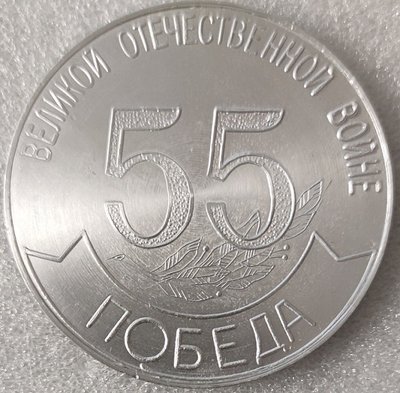 ВЕЛИКОЙ ОТЕЧЕСТВЕННОЙ ВОЙНЕ
55
ПОБЕДА